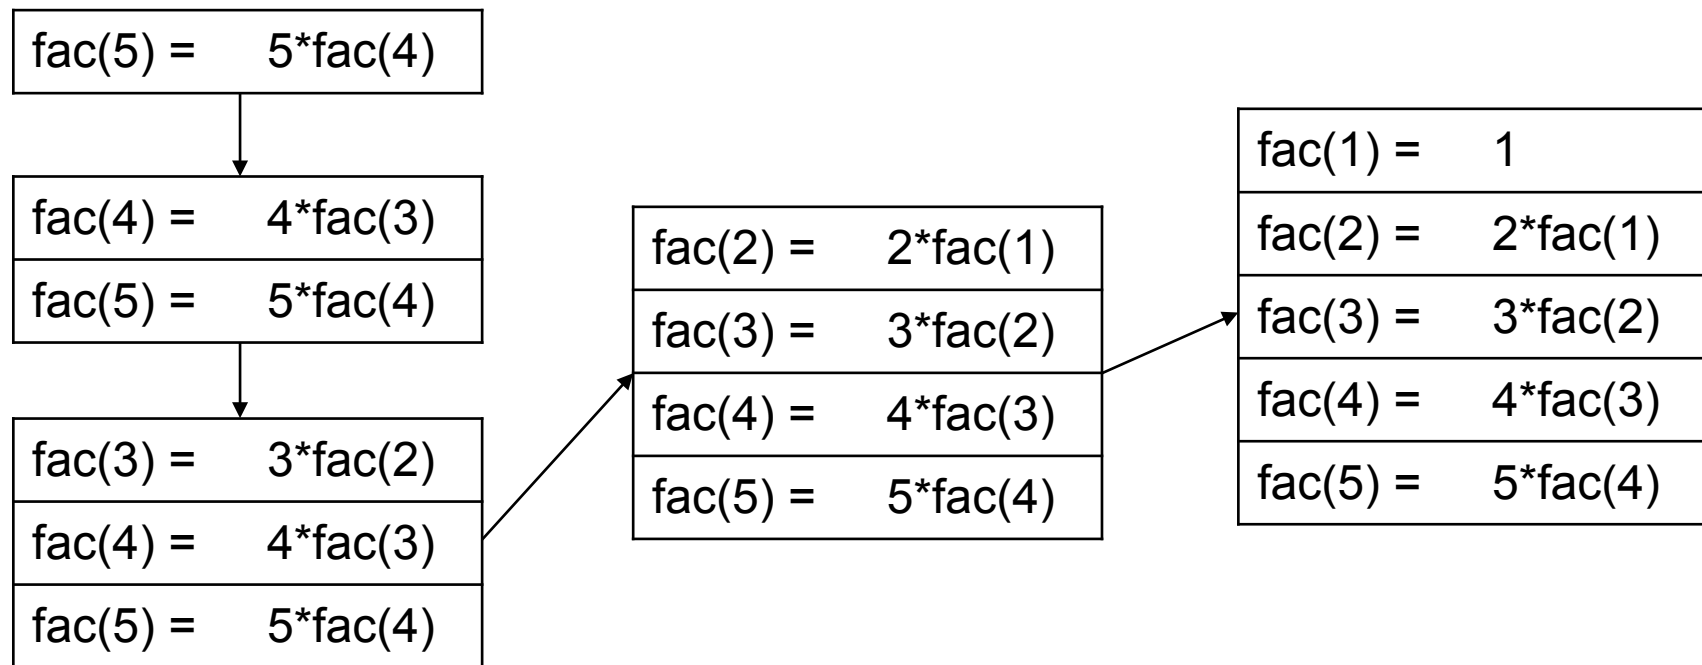 fac(5) = 5*fac(4)
fac(4) = 4*fac(3)
fac(5) = 5*fac(4)
fac(3) = 3*fac(2)
fac(4) = 4*fac(3)
fac(5) = 5*fac(4)
fac(2) = 2*fac(1)
fac(3) = 3*fac(2)
fac(4) = 4*fac(3)
fac(5) = 5*fac(4)
fac(1) = 1
fac(2) = 2*fac(1)
fac(3) = 3*fac(2)
fac(4) = 4*fac(3)
fac(5) = 5*fac(4)